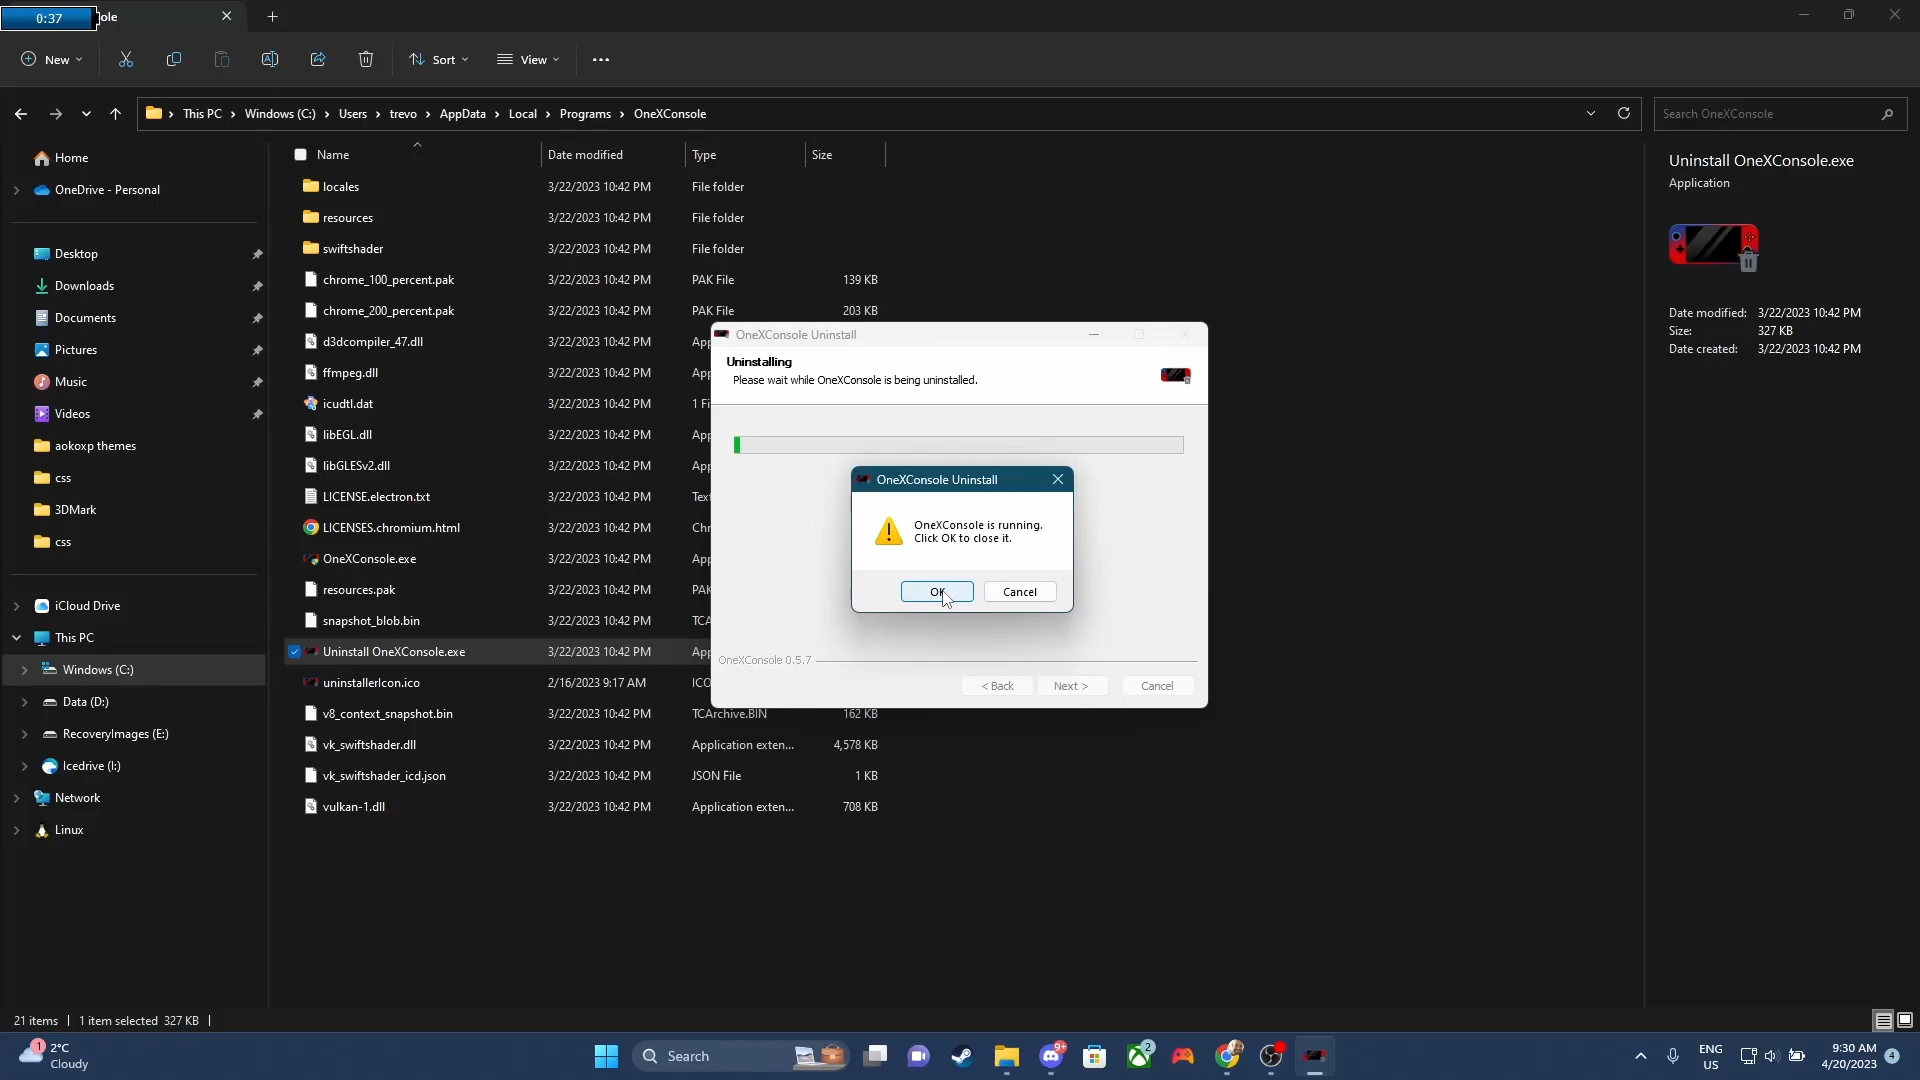 0:37
ole
New
Sort
View
This PC
Windows (C:)
Users
trevo
AppData
Local
Programs
OneXConsole
Search OneXConsole
Home
OneDrive - Personal
Desktop
Downloads
Documents
Pictures
Music
Videos
aokoxp themes
css
3DMark
css
iCloud Drive
This PC
Windows (C:)
Data (D:)
RecoveryImages (E:)
Icedrive (I:)
Network
Linux
Name Date modified Type Size
locales 3/22/2023 10:42 PM File folder
resources 3/22/2023 10:42 PM File folder
swiftshader 3/22/2023 10:42 PM File folder
chrome_100_percent.pak 3/22/2023 10:42 PM PAK File 139 KB
chrome_200_percent.pak 3/22/2023 10:42 PM PAK File 203 KB
d3dcompiler_47.dll 3/22/2023 10:42 PM App
ffmpeg.dll 3/22/2023 10:42 PM App
icudtl.dat 3/22/2023 10:42 PM 1 Fi
libEGL.dll 3/22/2023 10:42 PM App
libGLESv2.dll 3/22/2023 10:42 PM App
LICENSE.electron.txt 3/22/2023 10:42 PM Text
LICENSES.chromium.html 3/22/2023 10:42 PM Chr
OneXConsole.exe 3/22/2023 10:42 PM App
resources.pak 3/22/2023 10:42 PM PAK
snapshot_blob.bin 3/22/2023 10:42 PM TCA
Uninstall OneXConsole.exe 3/22/2023 10:42 PM App
uninstallerIcon.ico 2/16/2023 9:17 AM ICO
v8_context_snapshot.bin 3/22/2023 10:42 PM TCArchive.BIN 162 KB
vk_swiftshader.dll 3/22/2023 10:42 PM Application exten... 4,578 KB
vk_swiftshader_icd.json 3/22/2023 10:42 PM JSON File 1 KB
vulkan-1.dll 3/22/2023 10:42 PM Application exten... 708 KB
OneXConsole Uninstall
Uninstalling
Please wait while OneXConsole is being uninstalled.
OneXConsole Uninstall
OneXConsole is running.
Click OK to close it.
OK
Cancel
OneXConsole 0.5.7
< Back
Next >
Cancel
Uninstall OneXConsole.exe
Application
Date modified: 3/22/2023 10:42 PM
Size: 327 KB
Date created: 3/22/2023 10:42 PM
21 items
1 item selected 327 KB
1
2°C
Cloudy
Search
9+
2
ENG
US
9:30 AM
4/20/2023
4